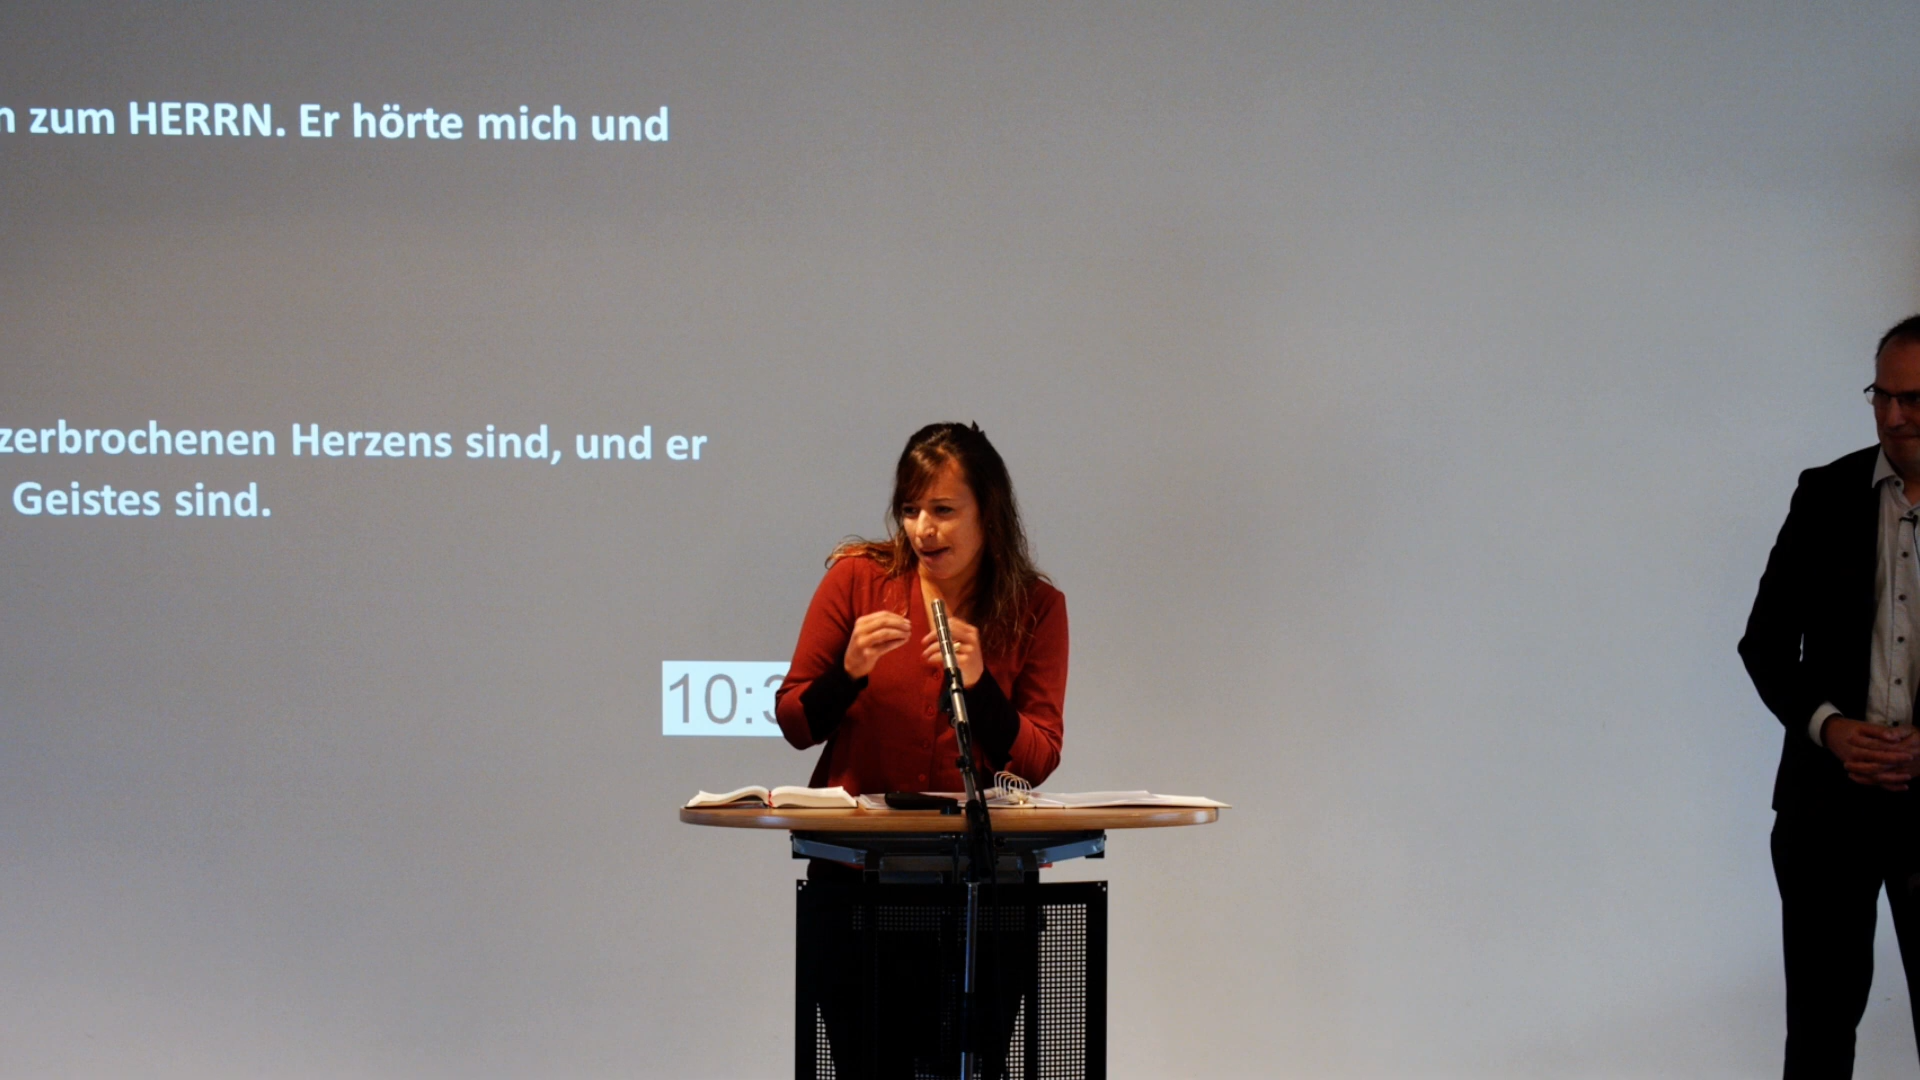 zum HERRN. Er hörte mich und
zerbrochenen Herzens sind, und er
Geistes sind.
10:3